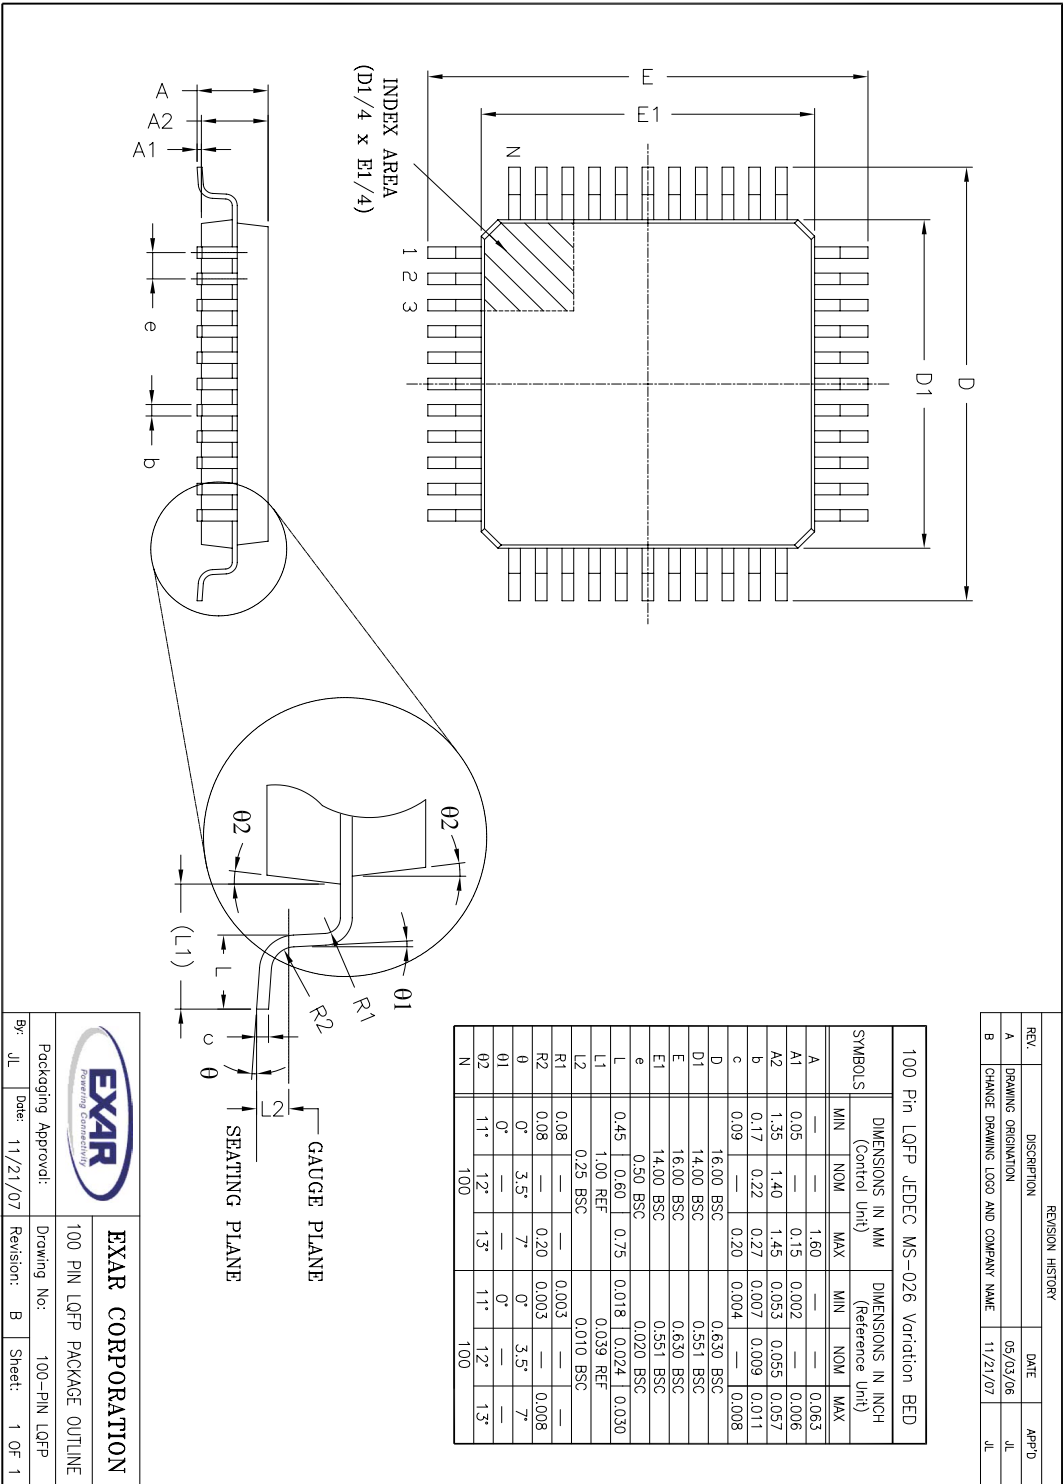 REVISION HISTORY
REV. DISCRIPTION DATE APP'D
A DRAWING ORIGINATION 05/03/06 JL
B CHANGE DRAWING LOGO AND COMPANY NAME 11/21/07 JL
D
D1
E
E1
N
1 2 3
INDEX AREA
(D1/4 x E1/4)
A
A2
A1
e
b
θ2
θ2
(L1)
L
R1
R2
θ1
c
θ
L2
GAUGE PLANE
SEATING PLANE
100 Pin LQFP JEDEC MS-026 Variation BED
SYMBOLS DIMENSIONS IN MM (Control Unit) DIMENSIONS IN INCH (Reference Unit)
MIN NOM MAX MIN NOM MAX
A — — 1.60 — — 0.063
A1 0.05 — 0.15 0.002 — 0.006
A2 1.35 1.40 1.45 0.053 0.055 0.057
b 0.17 0.22 0.27 0.007 0.009 0.011
c 0.09 — 0.20 0.004 — 0.008
D 16.00 BSC 0.630 BSC
D1 14.00 BSC 0.551 BSC
E 16.00 BSC 0.630 BSC
E1 14.00 BSC 0.551 BSC
e 0.50 BSC 0.020 BSC
L 0.45 0.60 0.75 0.018 0.024 0.030
L1 1.00 REF 0.039 REF
L2 0.25 BSC 0.010 BSC
R1 0.08 — — 0.003 — —
R2 0.08 — 0.20 0.003 — 0.008
θ 0° 3.5° 7° 0° 3.5° 7°
θ1 0° — — 0° — —
θ2 11° 12° 13° 11° 12° 13°
N 100 100
EXAR
Powering Connectivity
EXAR CORPORATION
100 PIN LQFP PACKAGE OUTLINE
Packaging Approval: Drawing No: 100-PIN LQFP
By: JL Date: 11/21/07 Revision: B Sheet: 1 OF 1